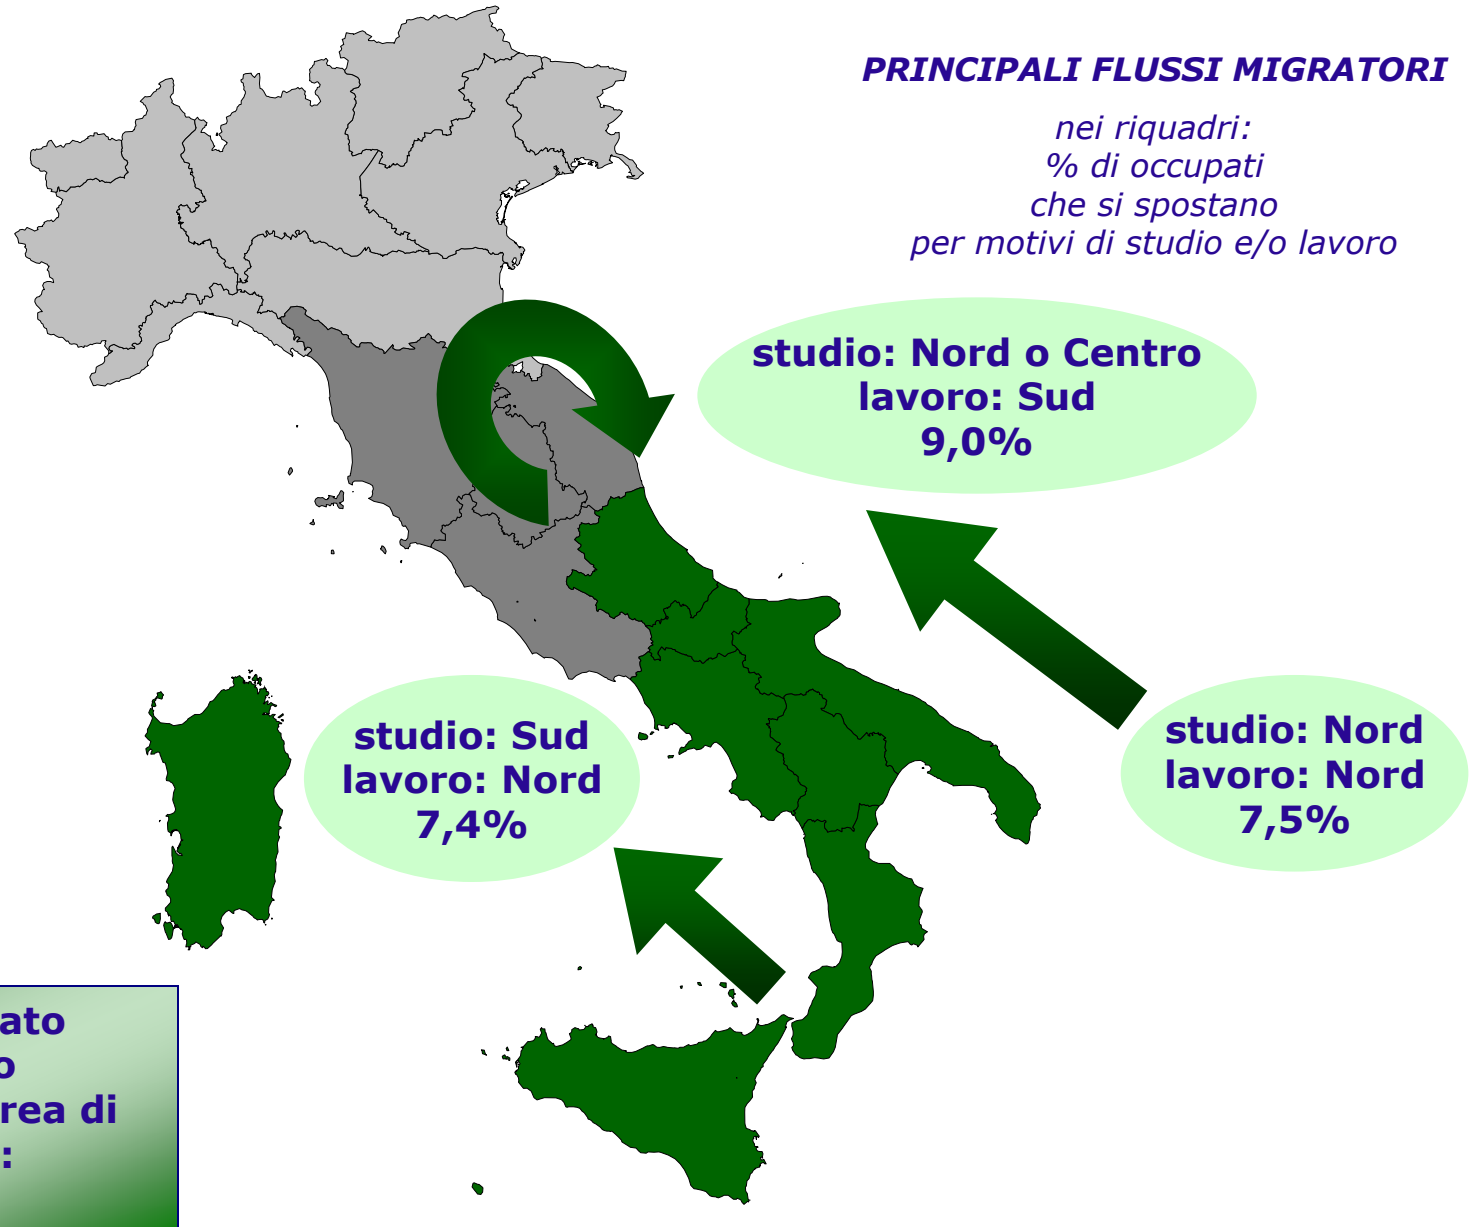 PRINCIPALI FLUSSI MIGRATORI
nei riquadri:
% di occupati
che si spostano
per motivi di studio e/o lavoro
studio: Nord o Centro
lavoro: Sud
9,0%
studio: Sud
lavoro: Nord
7,4%
studio: Nord
lavoro: Nord
7,5%
ato
o
rea di
: